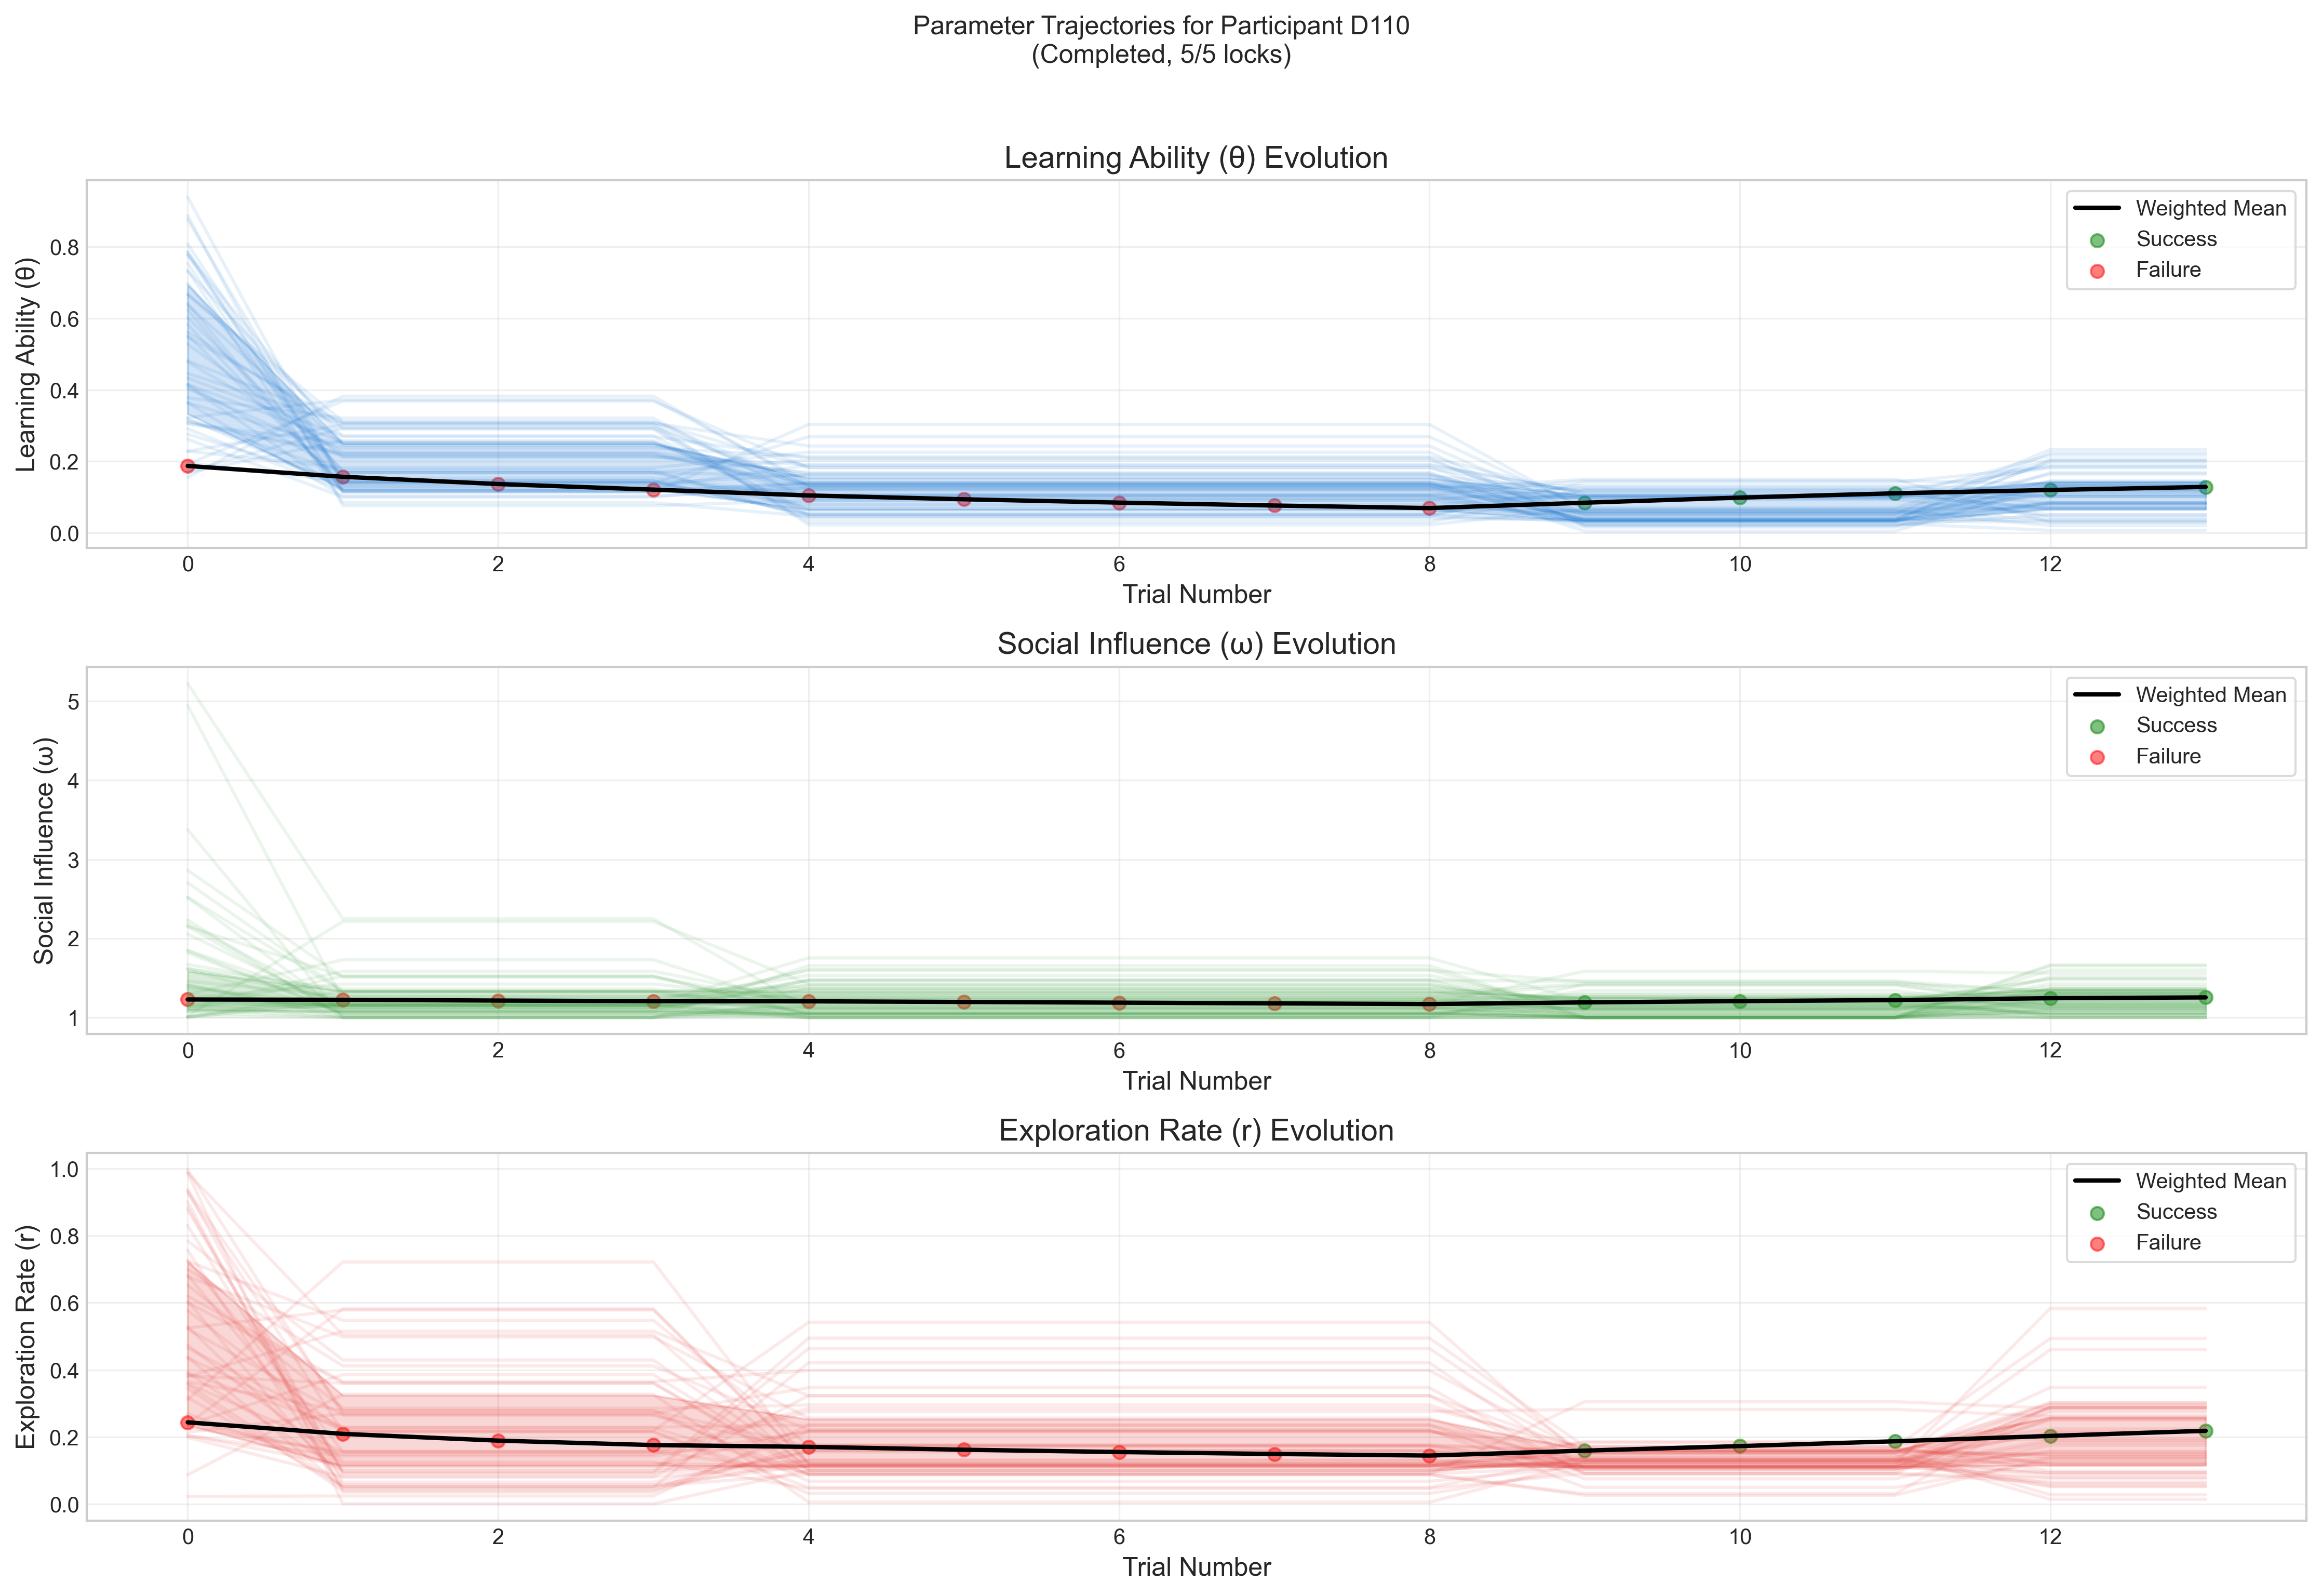 Parameter Trajectories for Participant D110
(Completed, 5/5 locks)
Learning Ability (θ) Evolution
Learning Ability (θ)
0.8
0.6
0.4
0.2
0.0
Weighted Mean
Success
Failure
0 2 4 6 8 10 12
Trial Number
Social Influence (ω) Evolution
Social Influence (ω)
5
4
3
2
1
Weighted Mean
Success
Failure
0 2 4 6 8 10 12
Trial Number
Exploration Rate (r) Evolution
Exploration Rate (r)
1.0
0.8
0.6
0.4
0.2
0.0
Weighted Mean
Success
Failure
0 2 4 6 8 10 12
Trial Number